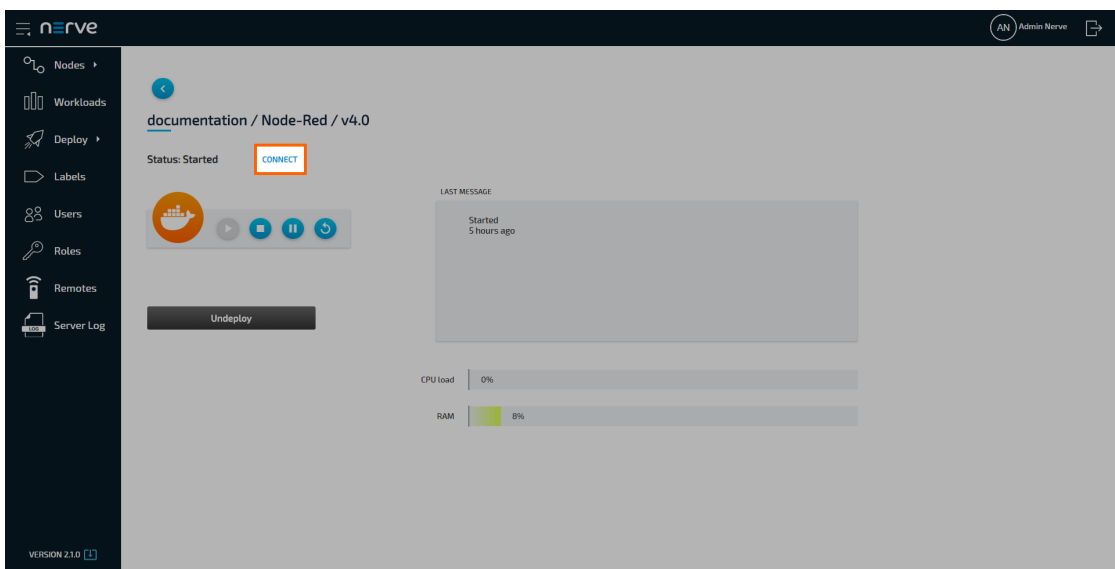 nerve
AN Admin Nerve
Nodes
Workloads
Deploy
Labels
Users
Roles
Remotes
LOG Server Log
VERSION 2.1.0
documentation / Node-Red / v4.0
Status: Started CONNECT
Undeploy
LAST MESSAGE
Started
5 hours ago
CPU load 0%
RAM 8%